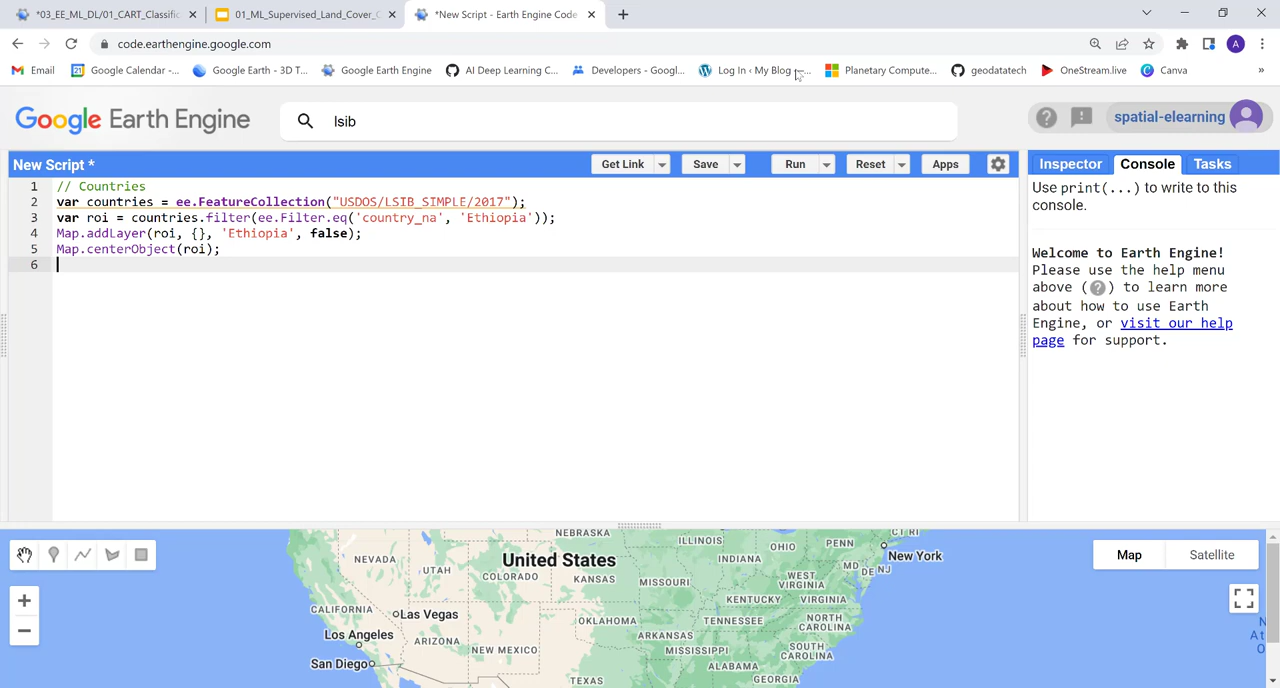 *03_EE_ML_DL/01_CART_Classific
01_ML_Supervised_Land_Cover_C
*New Script - Earth Engine Code
code.earthengine.google.com
Email
Google Calendar -...
Google Earth - 3D T...
Google Earth Engine
AI Deep Learning C...
Developers - Googl...
Log In ‹ My Blog —...
Planetary Compute...
geodatatech
OneStream.live
Canva
»
A
Google Earth Engine
lsib
spatial-elearning
New Script *
Get Link
Save
Run
Reset
Apps
Inspector
Console
Tasks
1 // Countries
2 var countries = ee.FeatureCollection("USDOS/LSIB_SIMPLE/2017");
3 var roi = countries.filter(ee.Filter.eq('country_na', 'Ethiopia'));
4 Map.addLayer(roi, {}, 'Ethiopia', false);
5 Map.centerObject(roi);
6
Use print(...) to write to this
console.
Welcome to Earth Engine!
Please use the help menu
above (?) to learn more
about how to use Earth
Engine, or visit our help
page for support.
Map
Satellite
NEBRASKA
ILLINOIS
OHIO
PENN
CT
RI
NEVADA
UTAH
United States
COLORADO
KANSAS
MISSOURI
INDIANA
WEST
VIRGINIA
MD
DE
NJ
New York
KENTUCKY
VIRGINIA
CALIFORNIA
Las Vegas
OKLAHOMA
TENNESSEE
NORTH
CAROLINA
Los Angeles
ARIZONA
NEW MEXICO
ARKANSAS
MISSISSIPPI
SOUTH
CAROLINA
San Diego
ALABAMA
TEXAS
GEORGIA
N
At
O